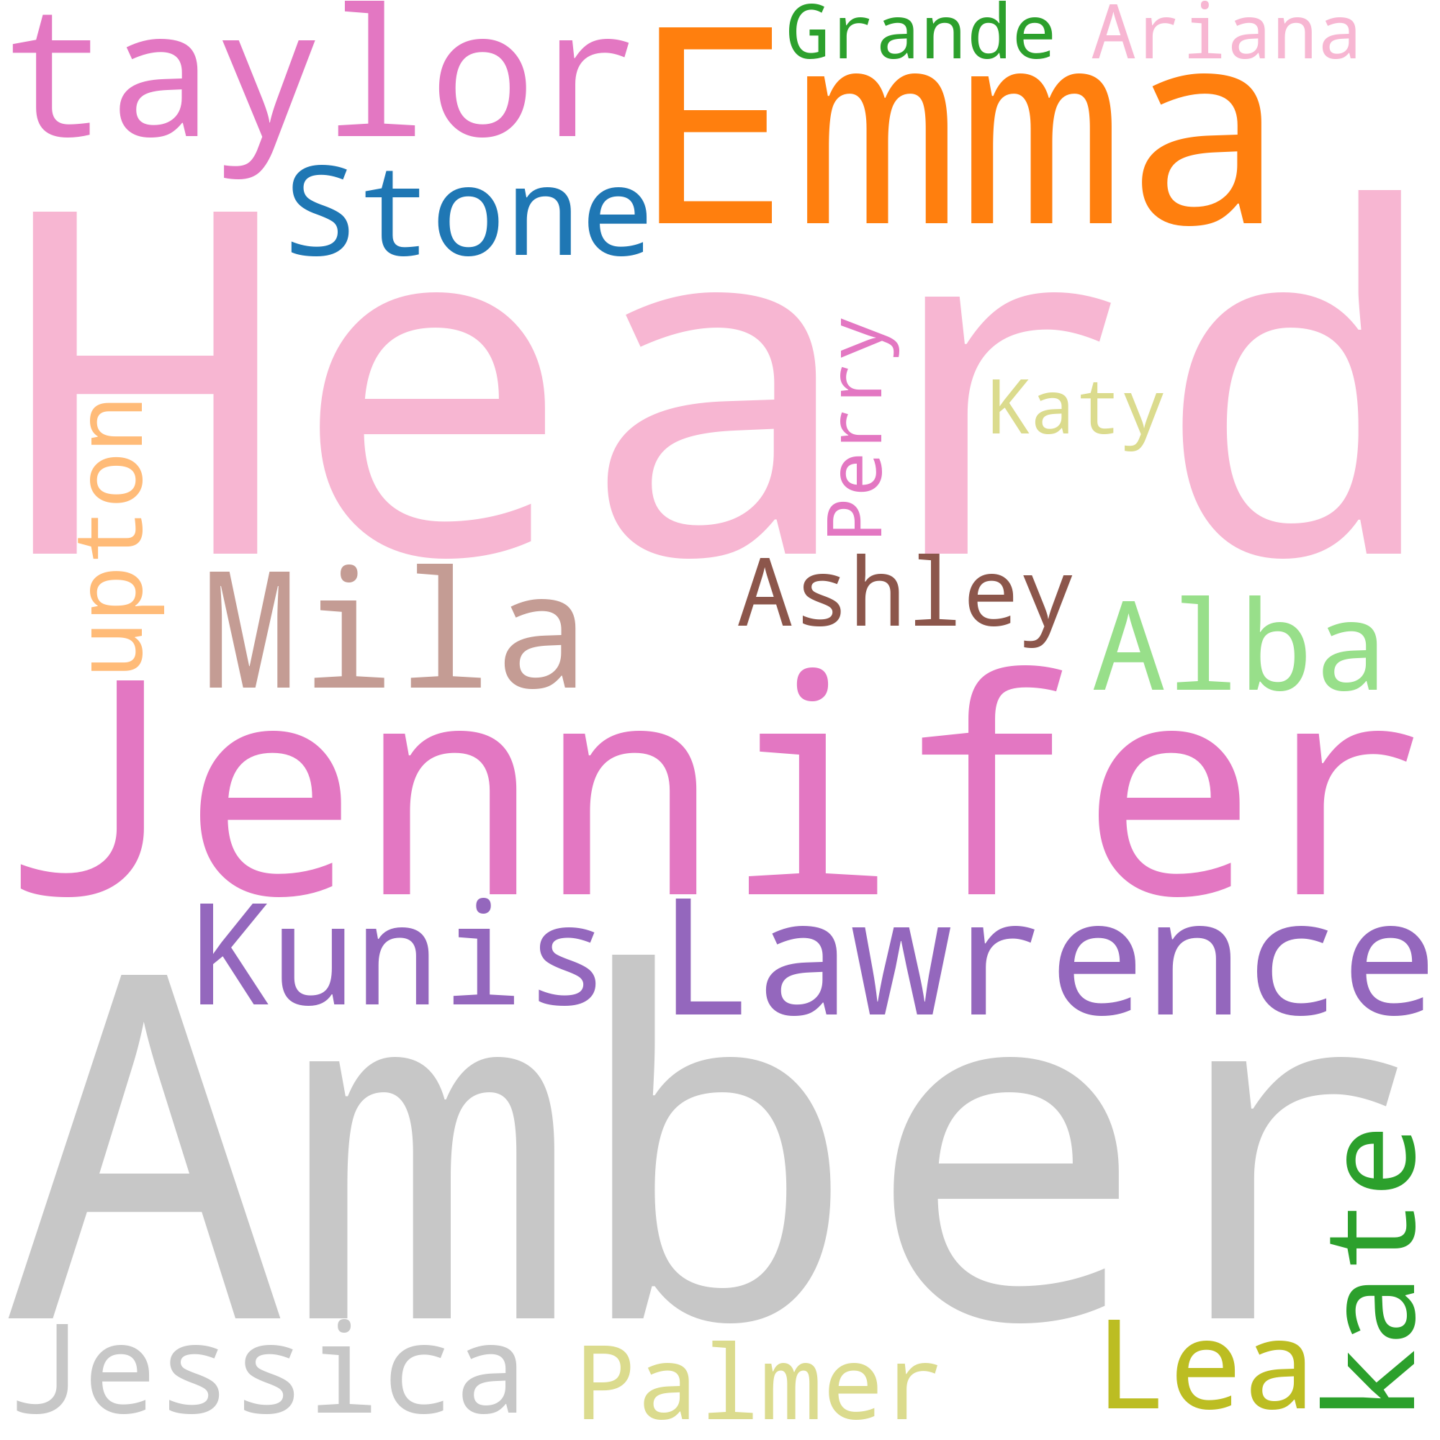 taylor
Emma
Grande
Ariana
Stone
Heard
Perry
Katy
upton
Mila
Ashley
Alba
Jennifer
Kunis
Lawrence
Amber
kate
Jessica
Palmer
Lea